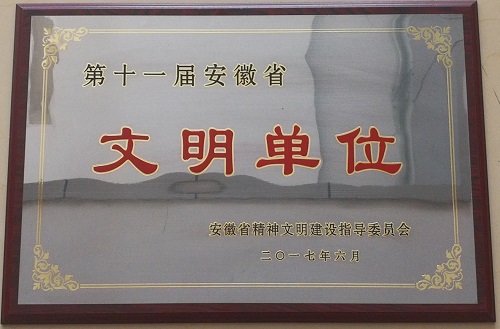 第十一届安徽省
文明单位
安徽省精神文明建设指导委员会
二〇一七年六月